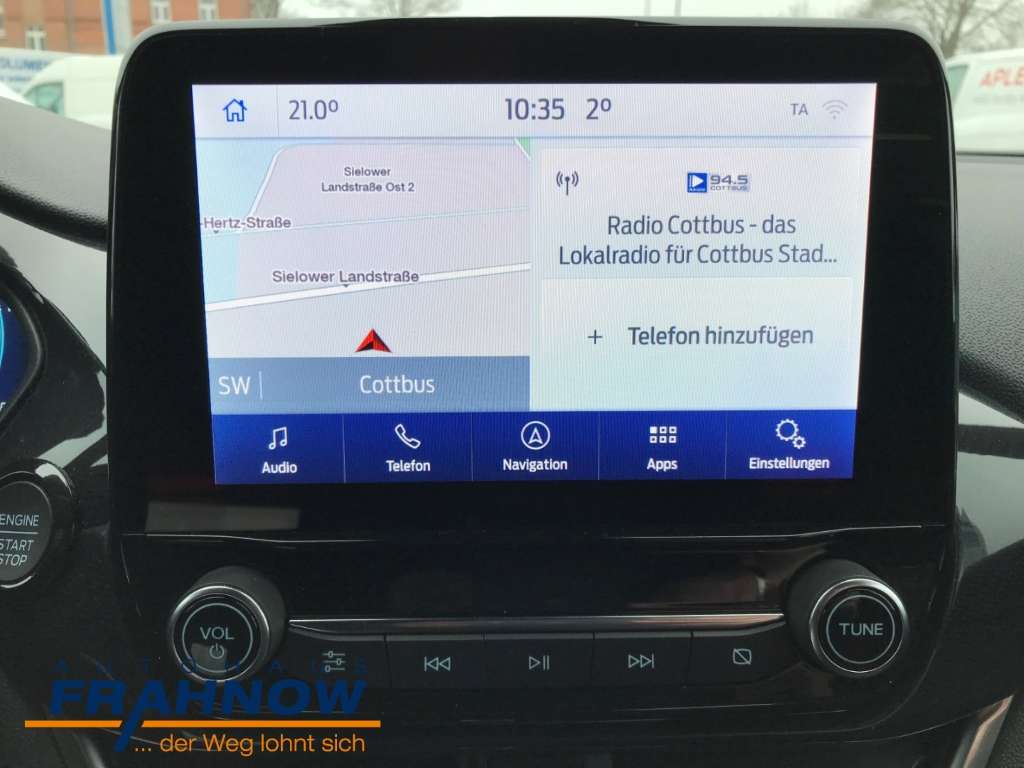 21.0° 10:35 2° TA
Sielower
Landstraße Ost 2
-Hertz-Straße
Sielower Landstraße
SW Cottbus
94.5
COTTBUS
Radio Cottbus - das
Lokalradio für Cottbus Stad...
+ Telefon hinzufügen
Audio Telefon Navigation Apps Einstellungen
ENGINE
START
STOP
VOL
TUNE
AUTOHAUS
FRAHNOW
... der Weg lohnt sich